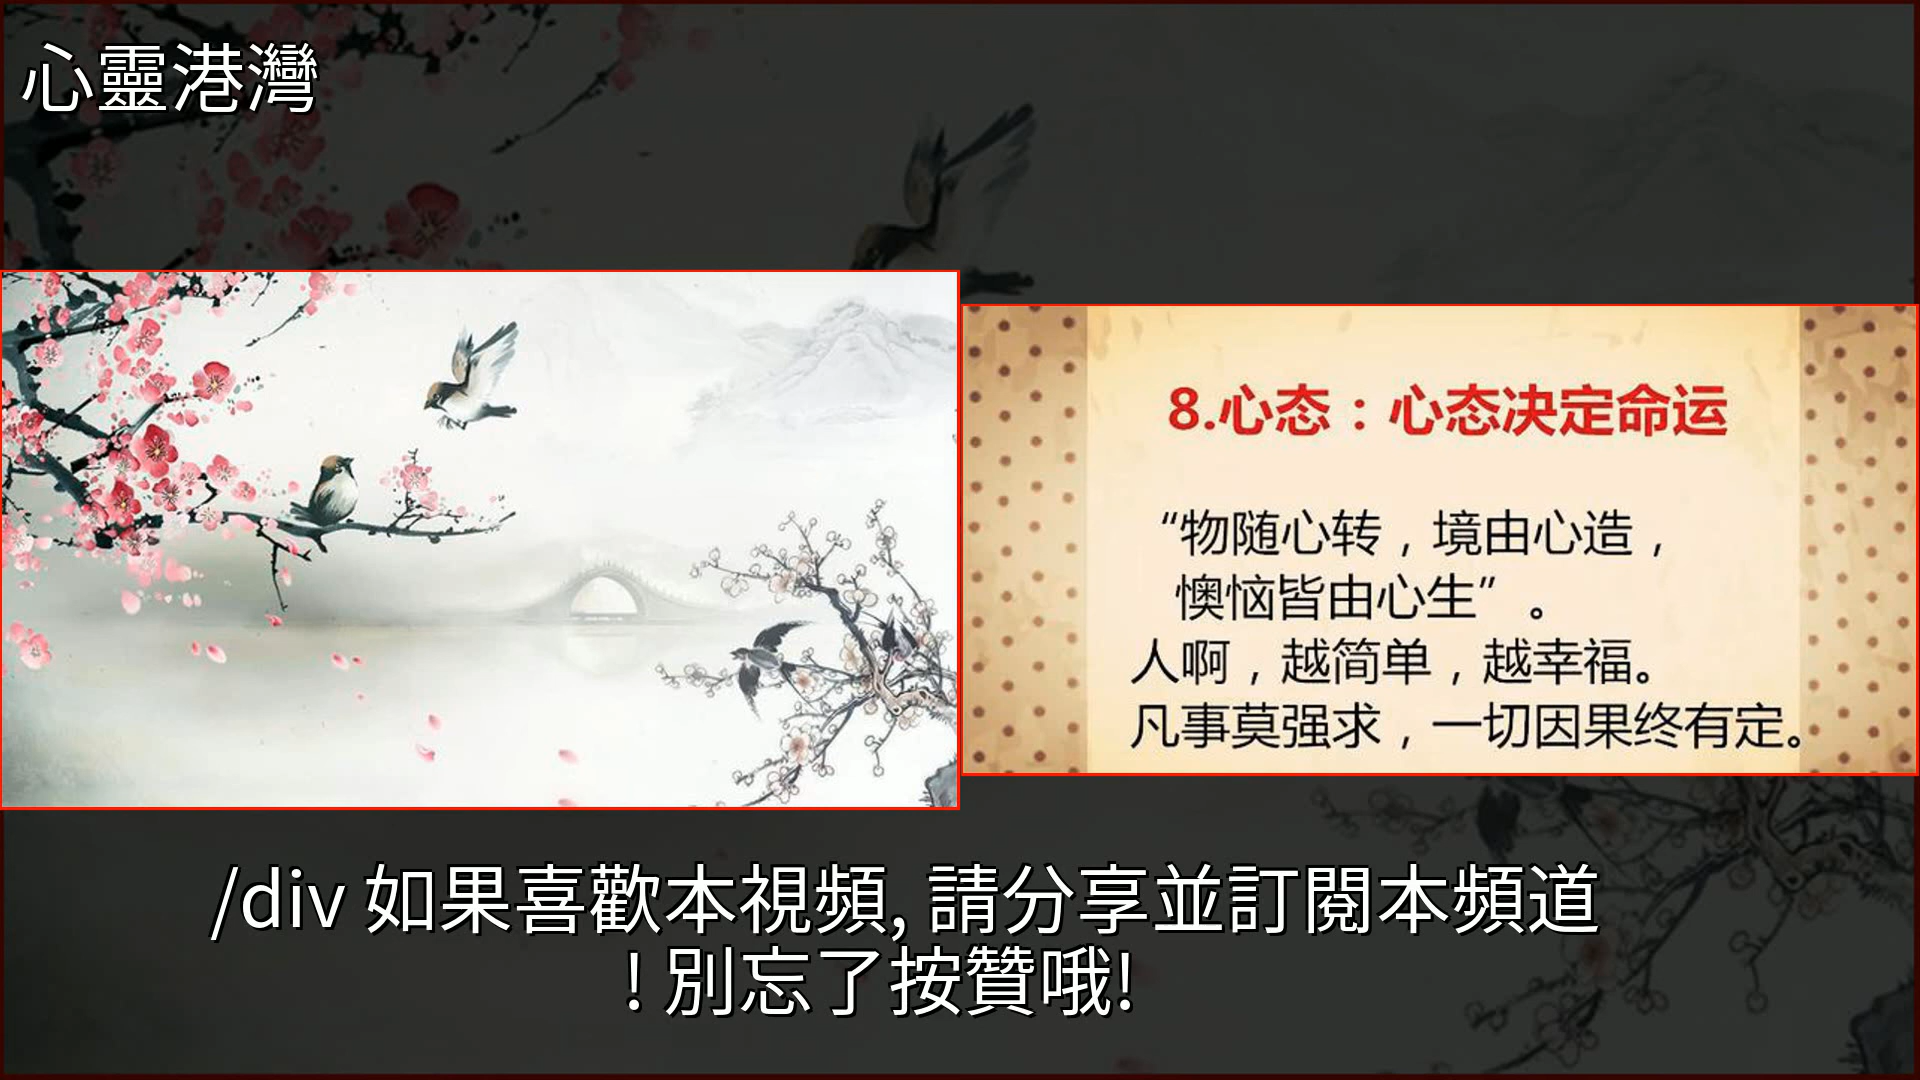 心靈港灣
8.心态：心态决定命运
“物随心转，境由心造，
懊恼皆由心生”。
人啊，越简单，越幸福。
凡事莫强求，一切因果终有定。
/div 如果喜歡本視頻, 請分享並訂閱本頻道
! 別忘了按贊哦!